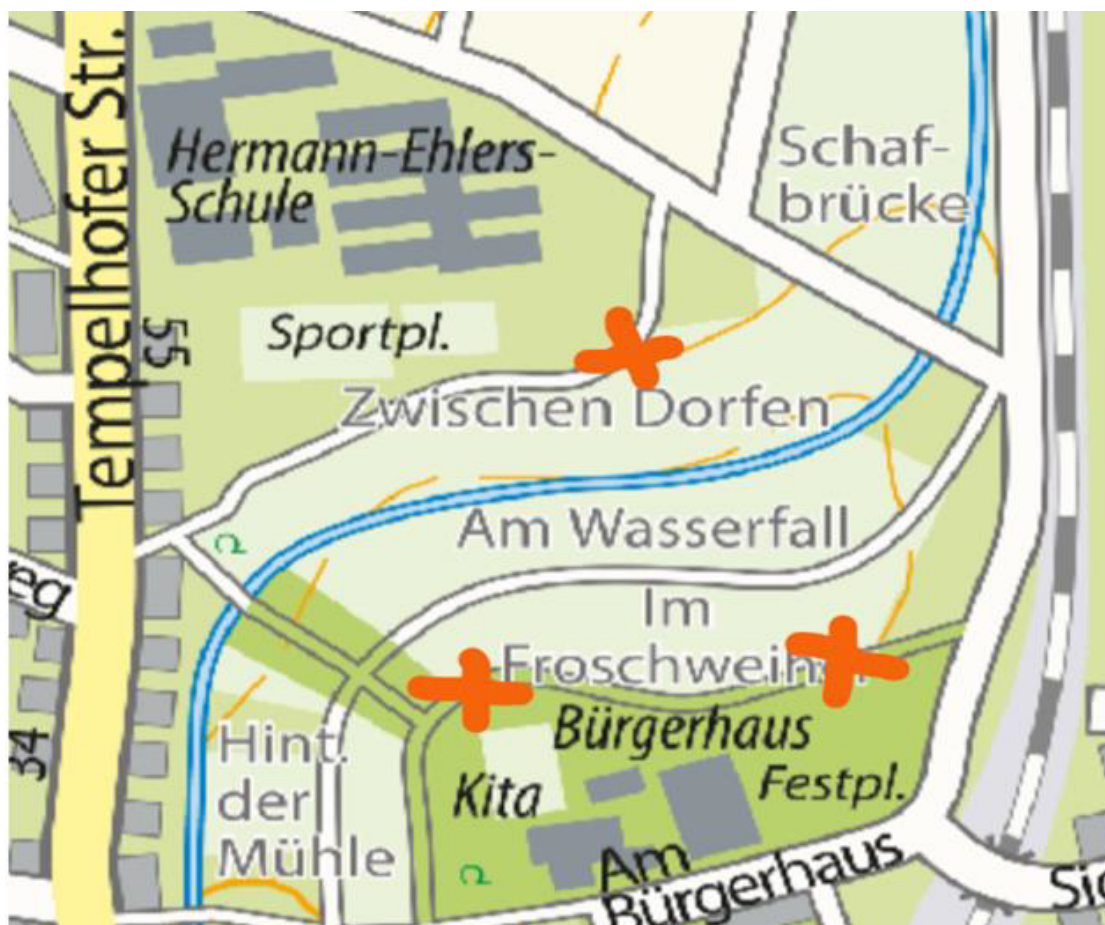 Tempelhofer Str.
Hermann-Ehlers-
Schule
Schaf-
brücke
55
Sportpl.
Zwischen Dorfen
Am Wasserfall
eg
Im
Bürgerhaus
Hint.
der
Mühle
34
Kita
Festpl.
Am
Bürgerhaus